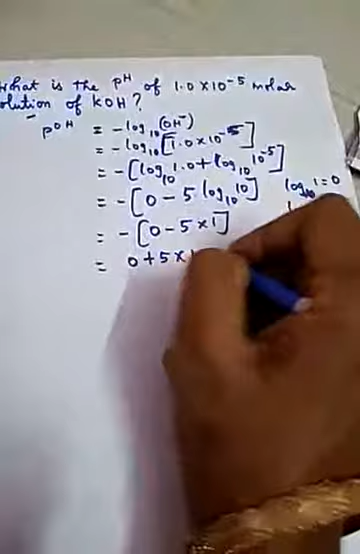 What is the pH of 1.0 × 10⁻⁵ molar
solution of KOH?
pOH = -log₁₀(OH⁻)
= -log₁₀[1.0 × 10⁻⁵]
= -[log₁₀1.0 + log₁₀10⁻⁵]
= -[0 - 5 log₁₀10] log₁₀1 = 0
= -[0 - 5 × 1]
= 0 + 5 ×